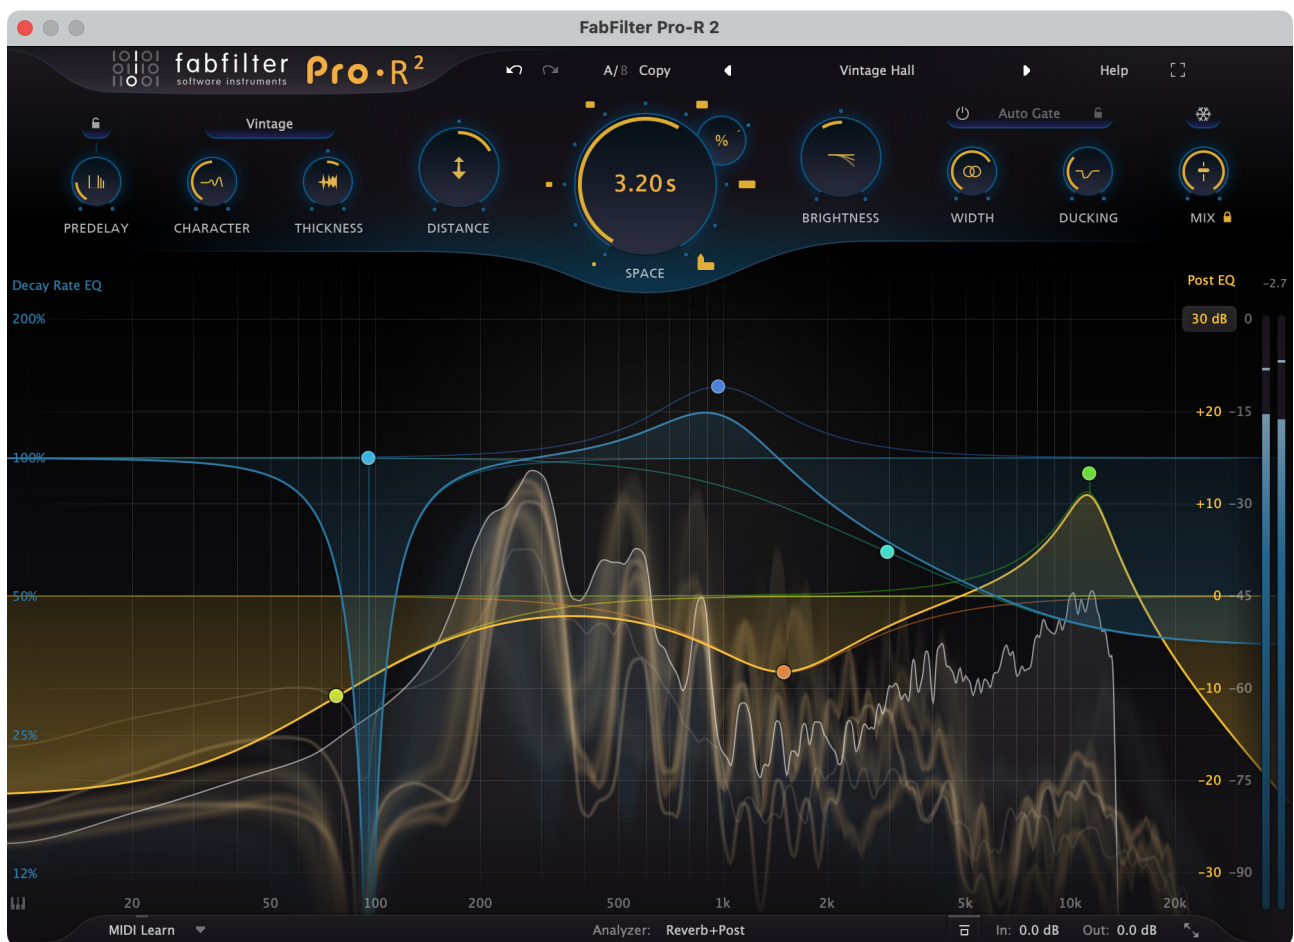 FabFilter Pro-R 2
fabfilter
software instruments
Pro·R 2
A/B Copy
Vintage Hall
Help
Vintage
Auto Gate
%
3.20s
PREDELAY
CHARACTER
THICKNESS
DISTANCE
SPACE
BRIGHTNESS
WIDTH
DUCKING
MIX
Decay Rate EQ
Post EQ
-2.7
200%
30 dB
0
+20 -15
100%
+10 -30
50%
0 -45
-10 -60
25%
-20 -75
12%
-30 -90
20 50 100 200 500 1k 2k 5k 10k 20k
MIDI Learn
Analyzer: Reverb+Post
In: 0.0 dB
Out: 0.0 dB